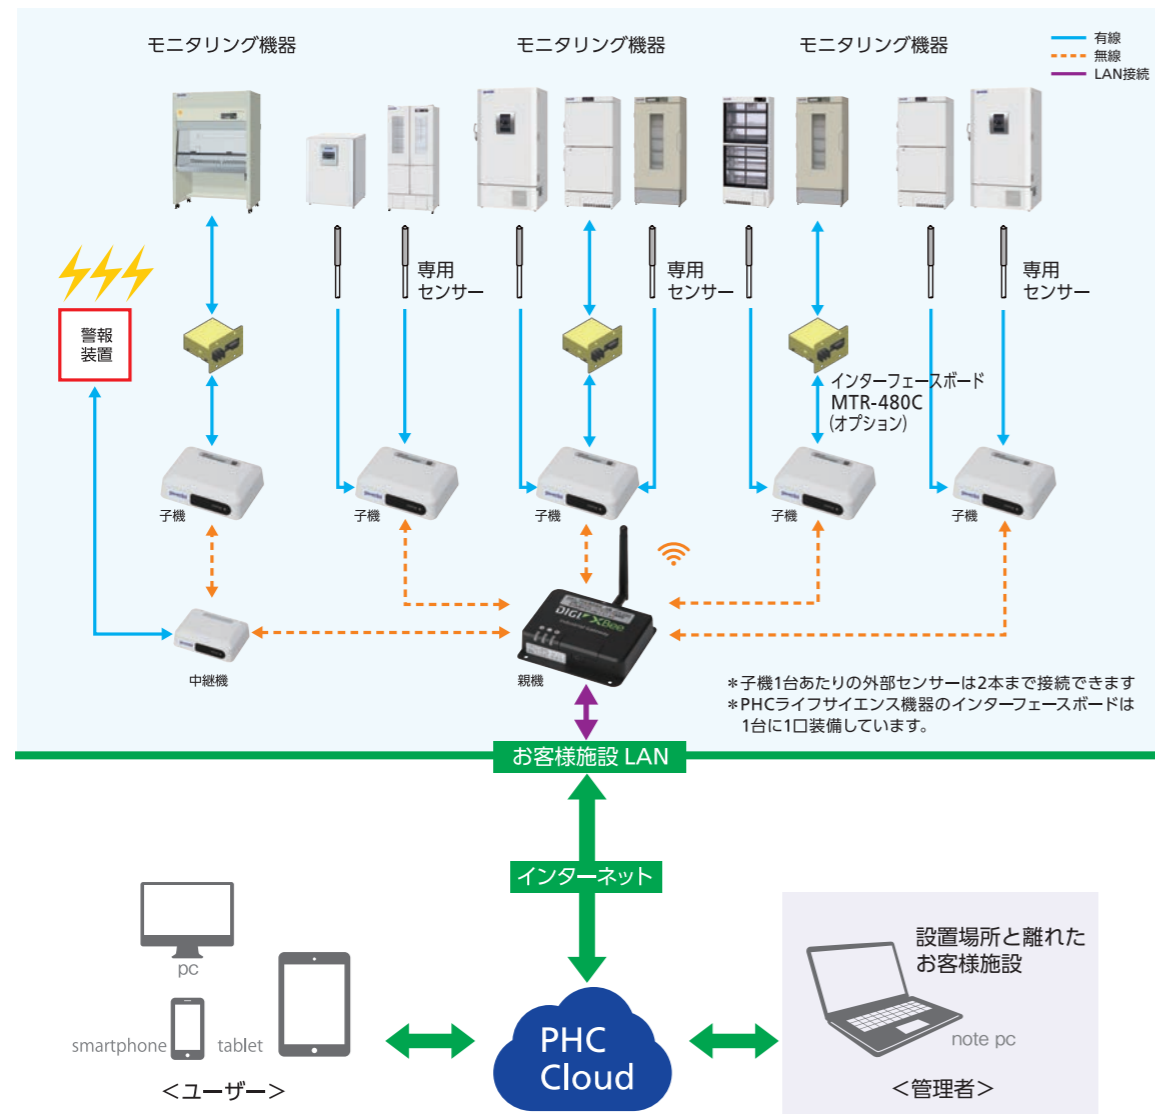 モニタリング機器
モニタリング機器
モニタリング機器
有線
無線
LAN接続
専用
センサー
専用
センサー
専用
センサー
警報
装置
インターフェースボード
MTR-480C
(オプション)
子機
子機
子機
子機
子機
DIGI XBee
中継機
親機
＊子機1台あたりの外部センサーは2本まで接続できます
＊PHCライフサイエンス機器のインターフェースボードは
1台に1口装備しています。
お客様施設 LAN
インターネット
pc
smartphone
tablet
＜ユーザー＞
PHC
Cloud
設置場所と離れた
お客様施設
note pc
＜管理者＞